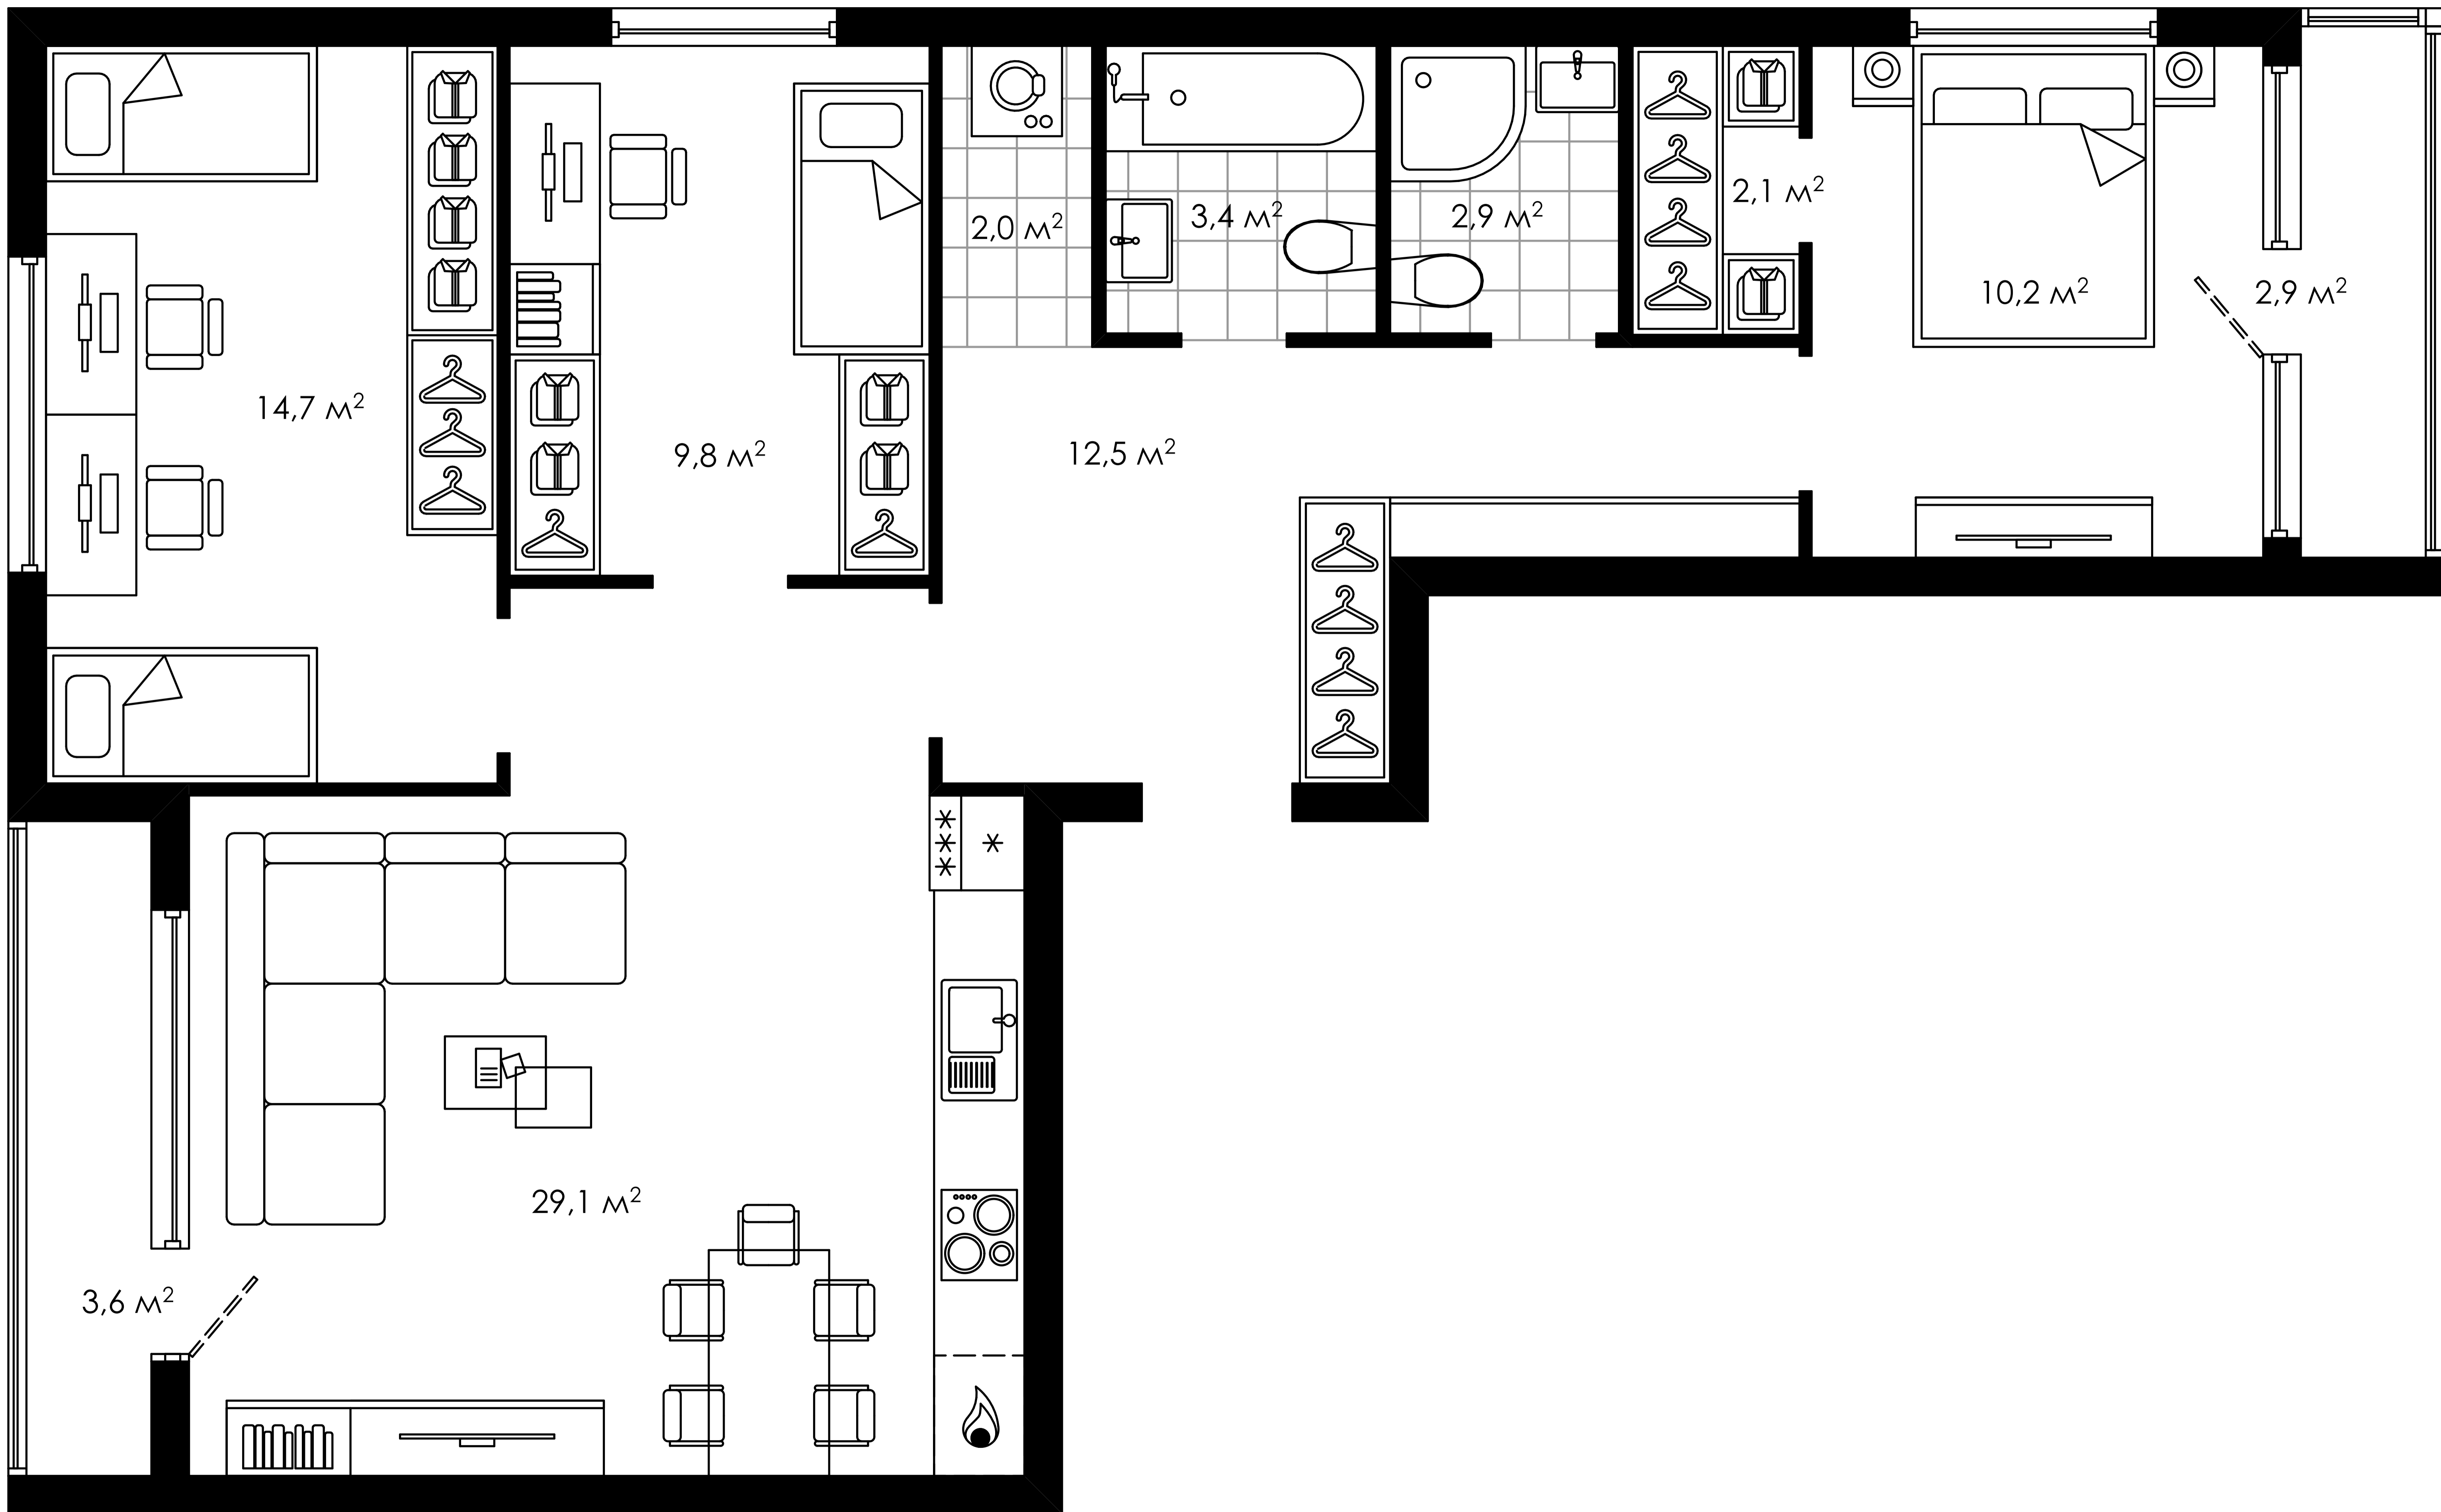 2,1 м²
2,0 м²
3,4 м²
2,9 м²
10,2 м²
2,9 м²
14,7 м²
9,8 м²
12,5 м²
29,1 м²
3,6 м²